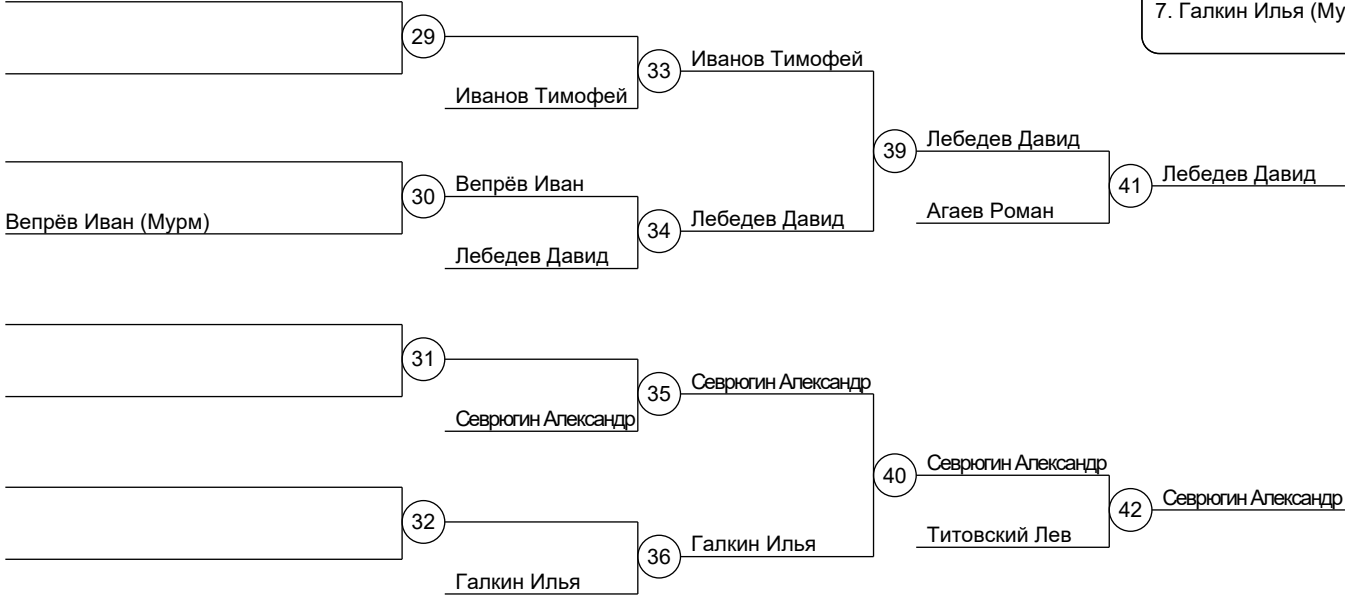 7. Галкин Илья (Му
29
Иванов Тимофей
33
Иванов Тимофей
39
Лебедев Давид
Вепрёв Иван (Мурм)
30
Вепрёв Иван
Лебедев Давид
34
Лебедев Давид
Агаев Роман
41
Лебедев Давид
31
Севрюгин Александр
35
Севрюгин Александр
40
Севрюгин Александр
32
Галкин Илья
36
Галкин Илья
Титовский Лев
42
Севрюгин Александр